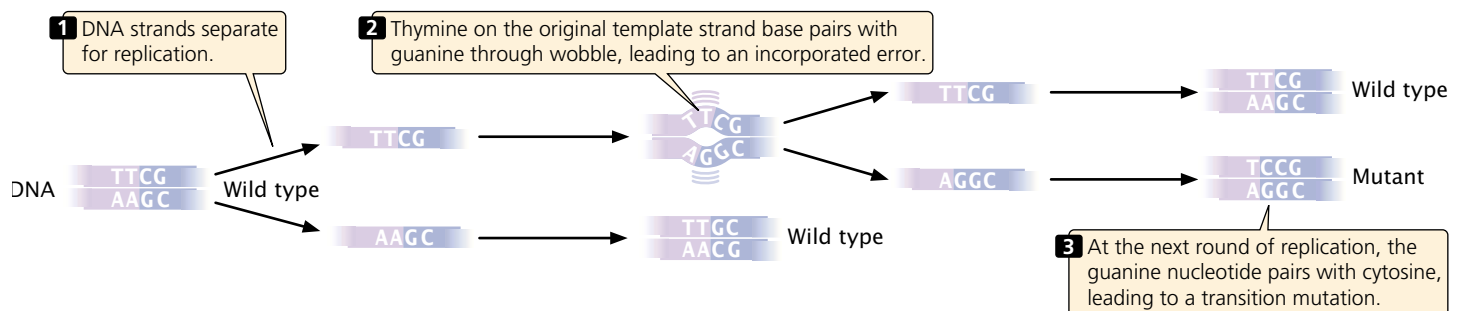 1 DNA strands separate
for replication.
2 Thymine on the original template strand base pairs with
guanine through wobble, leading to an incorporated error.
TTCG
TTCG
AAGC
Wild type
TTCG
TTCG
AGGC
DNA
TTCG
AAGC
Wild type
AGGC
TCCG
AGGC
Mutant
AAGC
TTGC
AACG
Wild type
3 At the next round of replication, the
guanine nucleotide pairs with cytosine,
leading to a transition mutation.